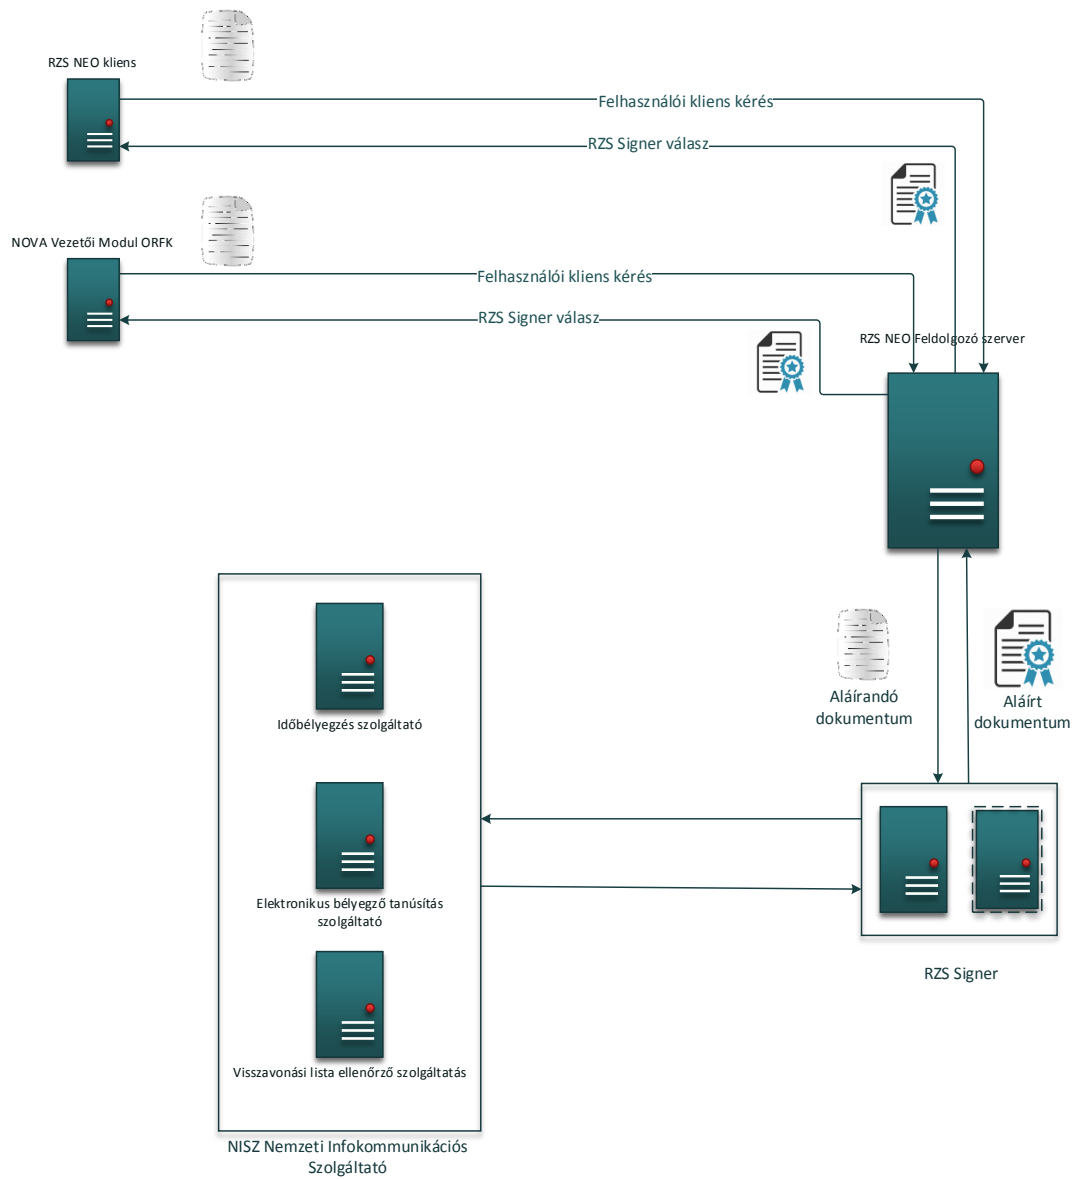 RZS NEO kliens
Felhasználói kliens kérés
RZS Signer válasz
NOVA Vezetői Modul ORFK
Felhasználói kliens kérés
RZS Signer válasz
RZS NEO Feldolgozó szerver
Aláírandó
dokumentum
Aláírt
dokumentum
Időbélyegzés szolgáltató
Elektronikus bélyegző tanúsítás
szolgáltató
RZS Signer
Visszavonási lista ellenőrző szolgáltatás
NISZ Nemzeti Infokommunikációs
Szolgáltató